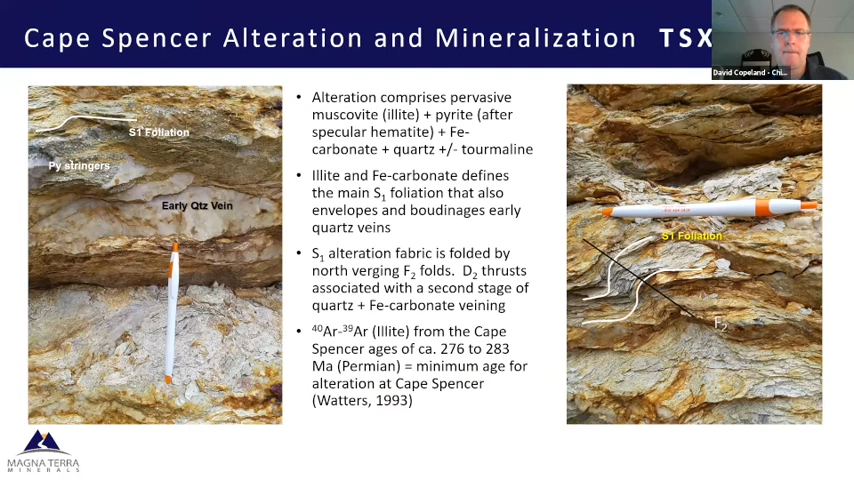 Cape Spencer Alteration and Mineralization TSX
David Copeland - Chi...
S1 Foliation
Py stringers
Early Qtz Vein
• Alteration comprises pervasive
muscovite (illite) + pyrite (after
specular hematite) + Fe-
carbonate + quartz +/- tourmaline
• Illite and Fe-carbonate defines
the main S1 foliation that also
envelopes and boudinages early
quartz veins
• S1 alteration fabric is folded by
north verging F2 folds. D2 thrusts
associated with a second stage of
quartz + Fe-carbonate veining
• 40Ar-39Ar (Illite) from the Cape
Spencer ages of ca. 276 to 283
Ma (Permian) = minimum age for
alteration at Cape Spencer
(Watters, 1993)
S1 Foliation
F2
MAGNA TERRA
MINERALS